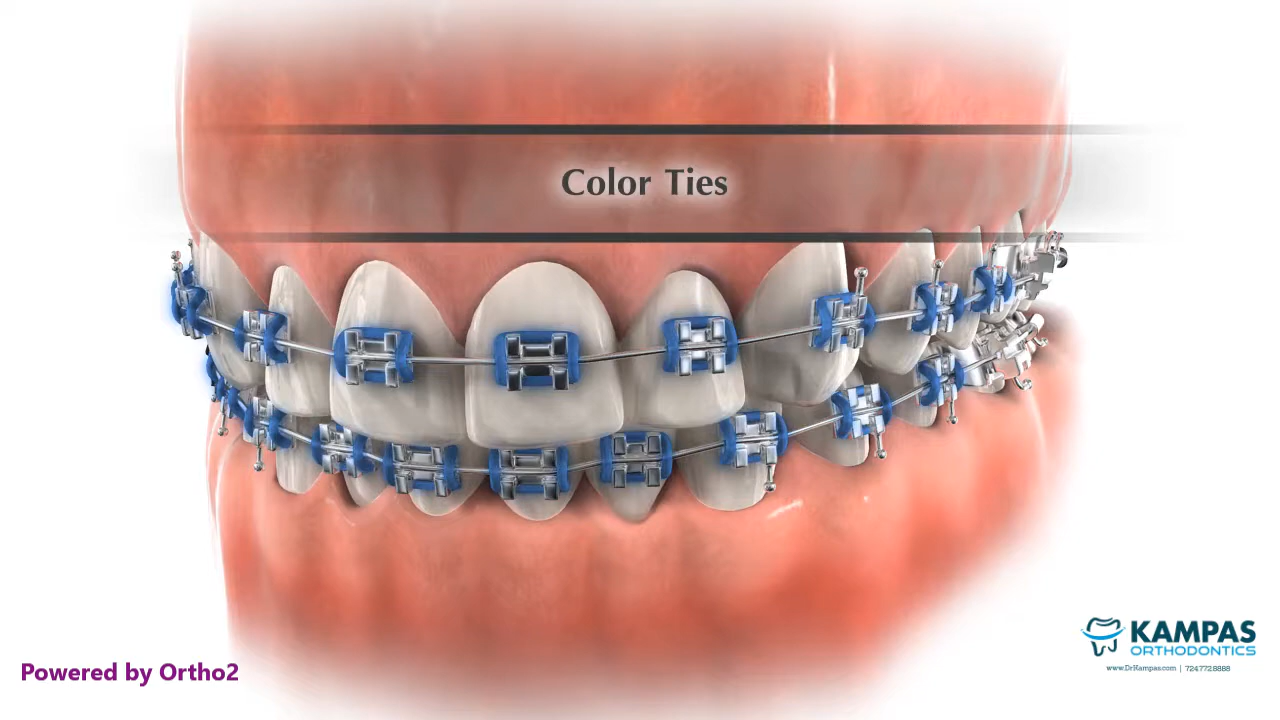 Color Ties
KAMPAS
ORTHODONTICS
www.DrKampas.com | 724.772.8888
Powered by Ortho2